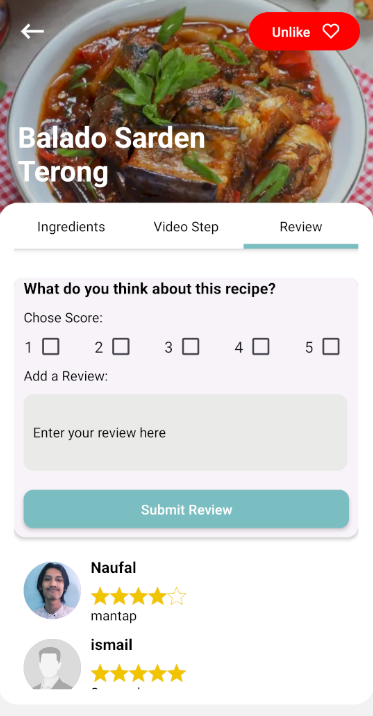 Unlike
Balado Sarden
Terong
Ingredients Video Step Review
What do you think about this recipe?
Chose Score:
1 2 3 4 5
Add a Review:
Enter your review here
Submit Review
Naufal
mantap
ismail